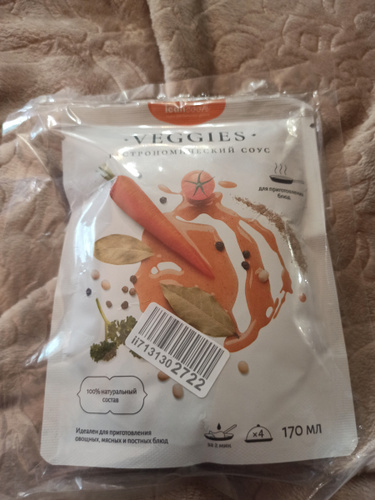 · VEGGIES ·
ГАСТРОНОМИЧЕСКИЙ СОУС
для приготовления
блюд
li7131302722
100% натуральный
состав
Идеален для приготовления
овощных, мясных и постных блюд
x4
170 МЛ